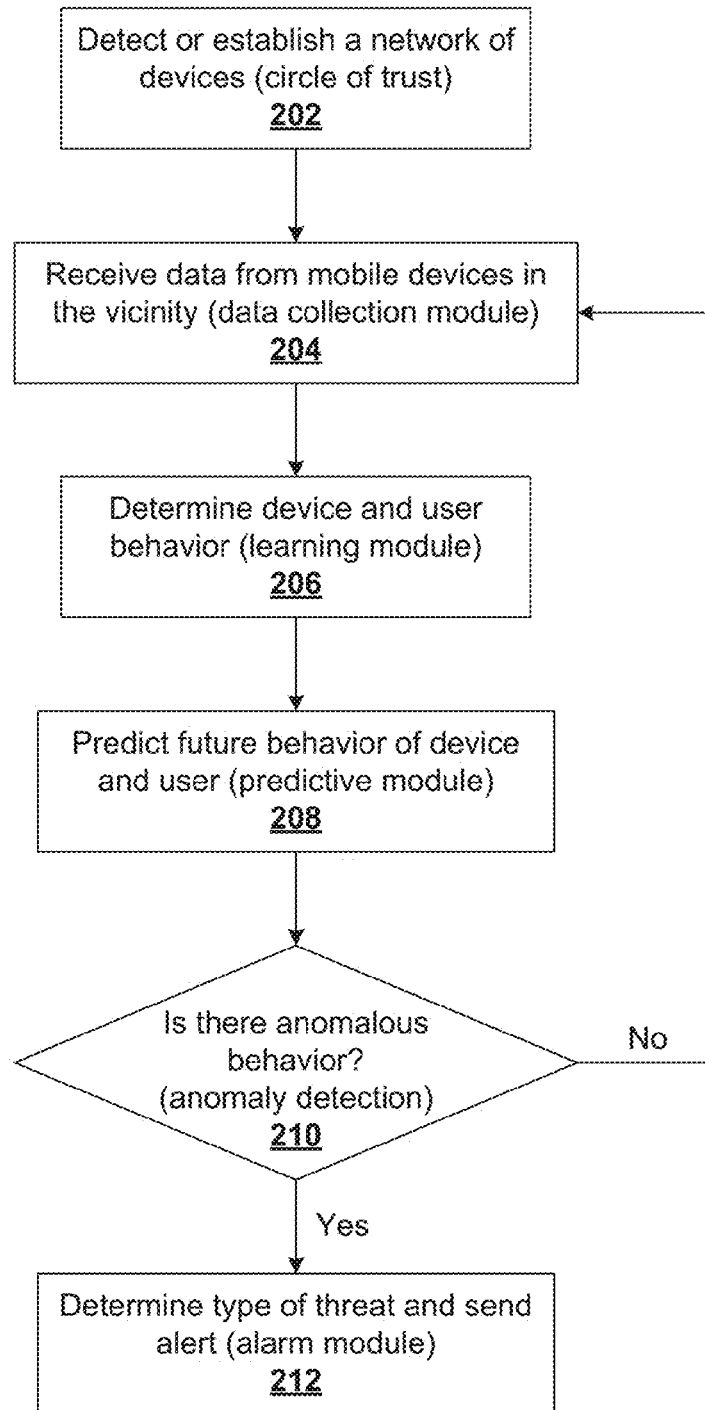 Detect or establish a network of
devices (circle of trust)
202
Receive data from mobile devices in
the vicinity (data collection module)
204
Determine device and user
behavior (learning module)
206
Predict future behavior of device
and user (predictive module)
208
Is there anomalous
behavior?
(anomaly detection)
210
No
Yes
Determine type of threat and send
alert (alarm module)
212